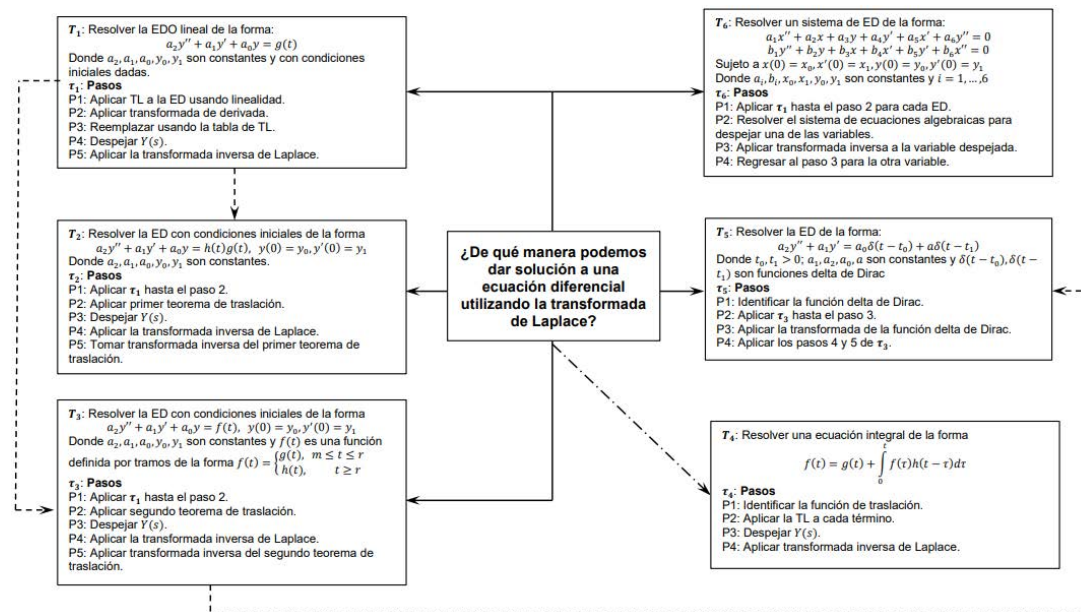 T₁: Resolver la EDO lineal de la forma:
a₂y'' + a₁y' + a₀y = g(t)
Donde a₂, a₁, a₀, y₀, y₁ son constantes y con condiciones
iniciales dadas.
τ₁: Pasos
P1: Aplicar TL a la ED usando linealidad.
P2: Aplicar transformada de derivada.
P3: Reemplazar usando la tabla de TL.
P4: Despejar Y(s).
P5: Aplicar la transformada inversa de Laplace.
T₂: Resolver la ED con condiciones iniciales de la forma
a₂y'' + a₁y' + a₀y = h(t)g(t), y(0) = y₀, y'(0) = y₁
Donde a₂, a₁, a₀, y₀, y₁ son constantes.
τ₂: Pasos
P1: Aplicar τ₁ hasta el paso 2.
P2: Aplicar primer teorema de traslación.
P3: Despejar Y(s).
P4: Aplicar la transformada inversa de Laplace.
P5: Tomar transformada inversa del primer teorema de
traslación.
T₃: Resolver la ED con condiciones iniciales de la forma
a₂y'' + a₁y' + a₀y = f(t), y(0) = y₀, y'(0) = y₁
Donde a₂, a₁, a₀, y₀, y₁ son constantes y f(t) es una función
definida por tramos de la forma f(t) = {g(t), m ≤ t ≤ r
h(t), t ≥ r
τ₃: Pasos
P1: Aplicar τ₁ hasta el paso 2.
P2: Aplicar segundo teorema de traslación.
P3: Despejar Y(s).
P4: Aplicar la transformada inversa de Laplace.
P5: Aplicar transformada inversa del segundo teorema de
traslación.
¿De qué manera podemos
dar solución a una
ecuación diferencial
utilizando la transformada
de Laplace?
T₆: Resolver un sistema de ED de la forma:
a₁x'' + a₂x + a₃y + a₄y' + a₅x' + a₆y'' = 0
b₁y'' + b₂y + b₃x + b₄x' + b₅y' + b₆x'' = 0
Sujeto a x(0) = x₀, x'(0) = x₁, y(0) = y₀, y'(0) = y₁
Donde aᵢ, bᵢ, x₀, x₁, y₀, y₁ son constantes y i = 1, ... ,6
τ₆: Pasos
P1: Aplicar τ₁ hasta el paso 2 para cada ED.
P2: Resolver el sistema de ecuaciones algebraicas para
despejar una de las variables.
P3: Aplicar transformada inversa a la variable despejada.
P4: Regresar al paso 3 para la otra variable.
T₅: Resolver la ED de la forma:
a₂y'' + a₁y' = a₀δ(t − t₀) + aδ(t − t₁)
Donde t₀, t₁ > 0; a₁, a₂, a₀, a son constantes y δ(t − t₀), δ(t −
t₁) son funciones delta de Dirac
τ₅: Pasos
P1: Identificar la función delta de Dirac.
P2: Aplicar τ₃ hasta el paso 3.
P3: Aplicar la transformada de la función delta de Dirac.
P4: Aplicar los pasos 4 y 5 de τ₃.
T₄: Resolver una ecuación integral de la forma
f(t) = g(t) + ∫₀ᵗ f(τ)h(t − τ)dτ
τ₄: Pasos
P1: Identificar la función de traslación.
P2: Aplicar la TL a cada término.
P3: Despejar Y(s).
P4: Aplicar transformada inversa de Laplace.